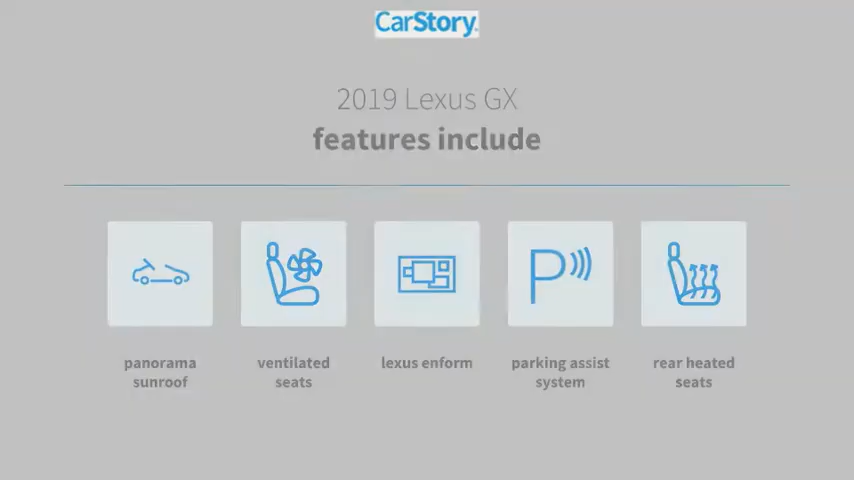 CarStory.
2019 Lexus GX
features include
P
panorama
sunroof
ventilated
seats
lexus enform
parking assist
system
rear heated
seats